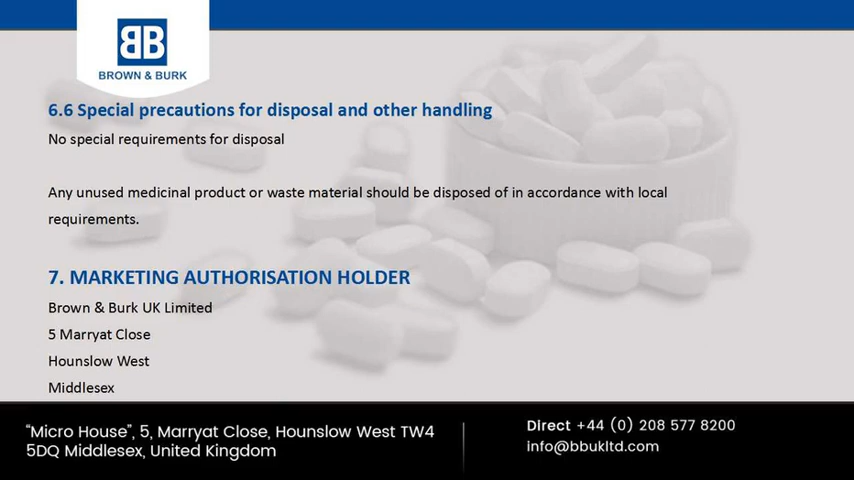 BB
BROWN & BURK
6.6 Special precautions for disposal and other handling
No special requirements for disposal
Any unused medicinal product or waste material should be disposed of in accordance with local
requirements.
7. MARKETING AUTHORISATION HOLDER
Brown & Burk UK Limited
5 Marryat Close
Hounslow West
Middlesex
“Micro House”, 5, Marryat Close, Hounslow West TW4
5DQ Middlesex, United Kingdom
Direct +44 (0) 208 577 8200
info@bbukltd.com